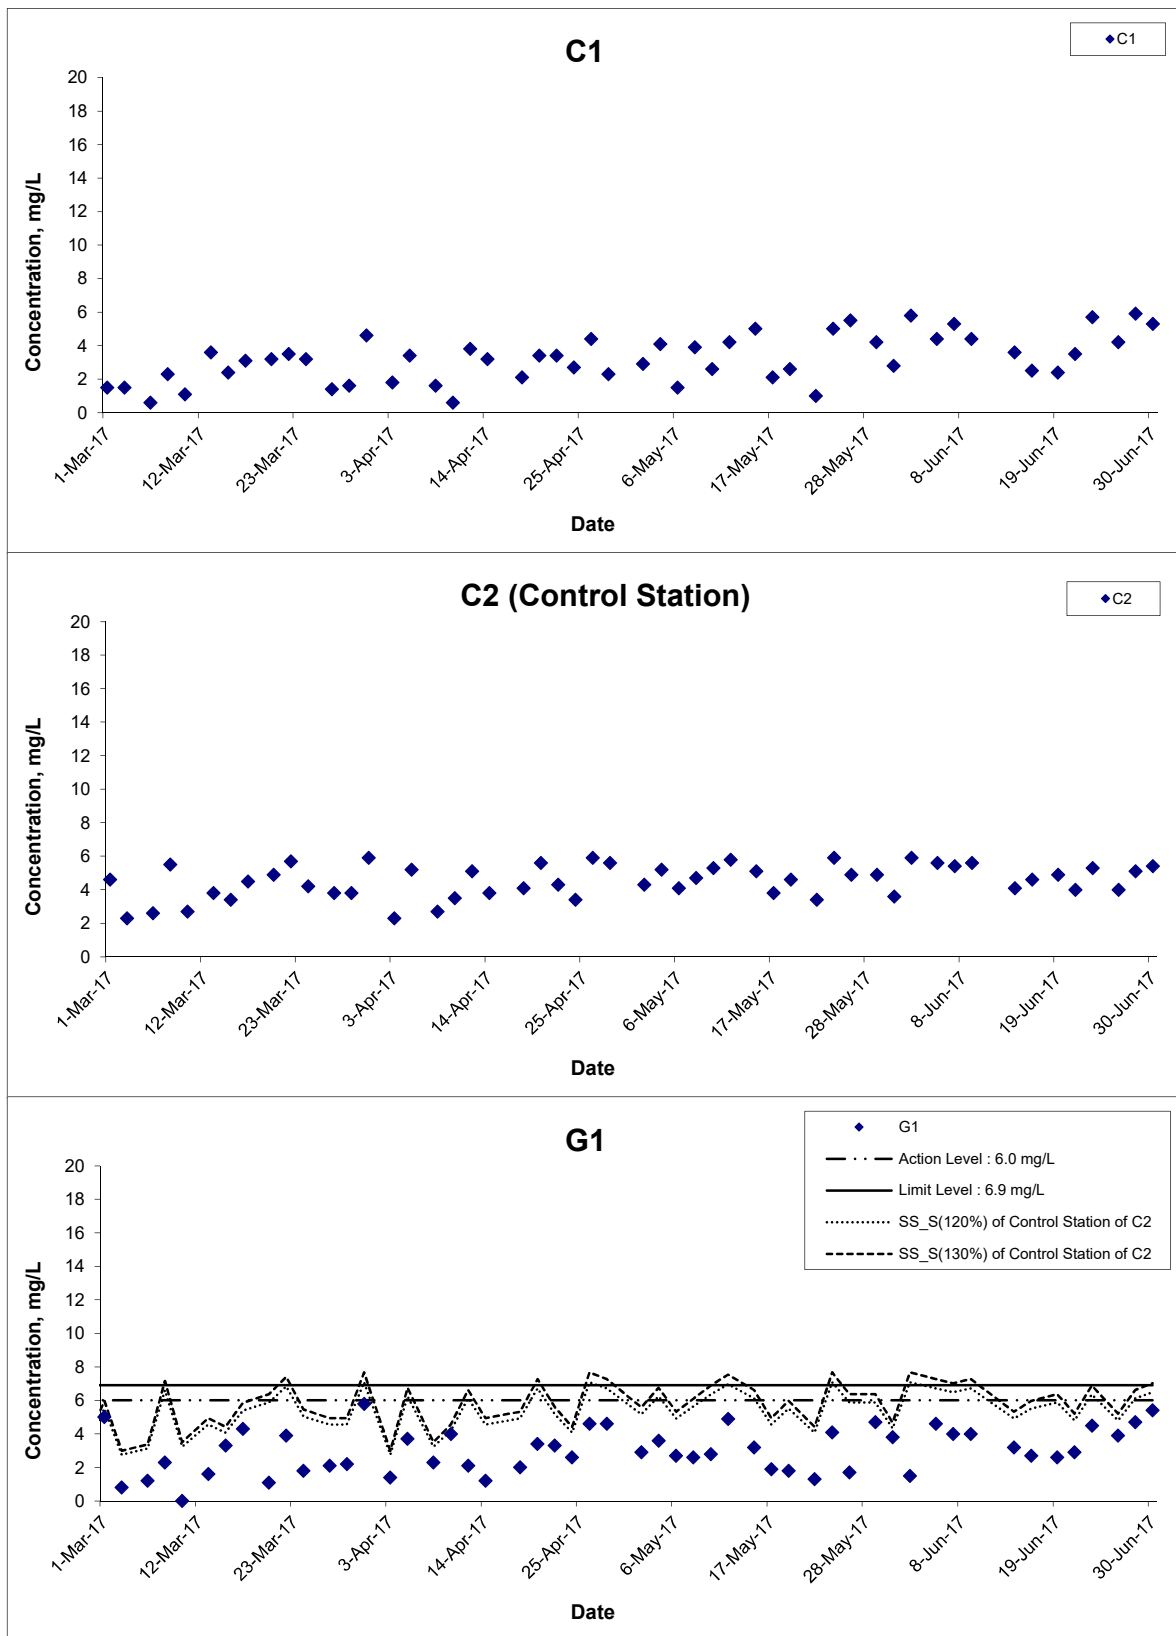 C1
C1
20
18
16
14
12
10
8
6
4
2
0
Concentration, mg/L
1-Mar-17
12-Mar-17
23-Mar-17
3-Apr-17
14-Apr-17
25-Apr-17
6-May-17
17-May-17
28-May-17
8-Jun-17
19-Jun-17
30-Jun-17
Date
C2 (Control Station)
C2
20
18
16
14
12
10
8
6
4
2
0
Concentration, mg/L
1-Mar-17
12-Mar-17
23-Mar-17
3-Apr-17
14-Apr-17
25-Apr-17
6-May-17
17-May-17
28-May-17
8-Jun-17
19-Jun-17
30-Jun-17
Date
G1
G1
Action Level : 6.0 mg/L
Limit Level : 6.9 mg/L
SS_S(120%) of Control Station of C2
SS_S(130%) of Control Station of C2
20
18
16
14
12
10
8
6
4
2
0
Concentration, mg/L
1-Mar-17
12-Mar-17
23-Mar-17
3-Apr-17
14-Apr-17
25-Apr-17
6-May-17
17-May-17
28-May-17
8-Jun-17
19-Jun-17
30-Jun-17
Date